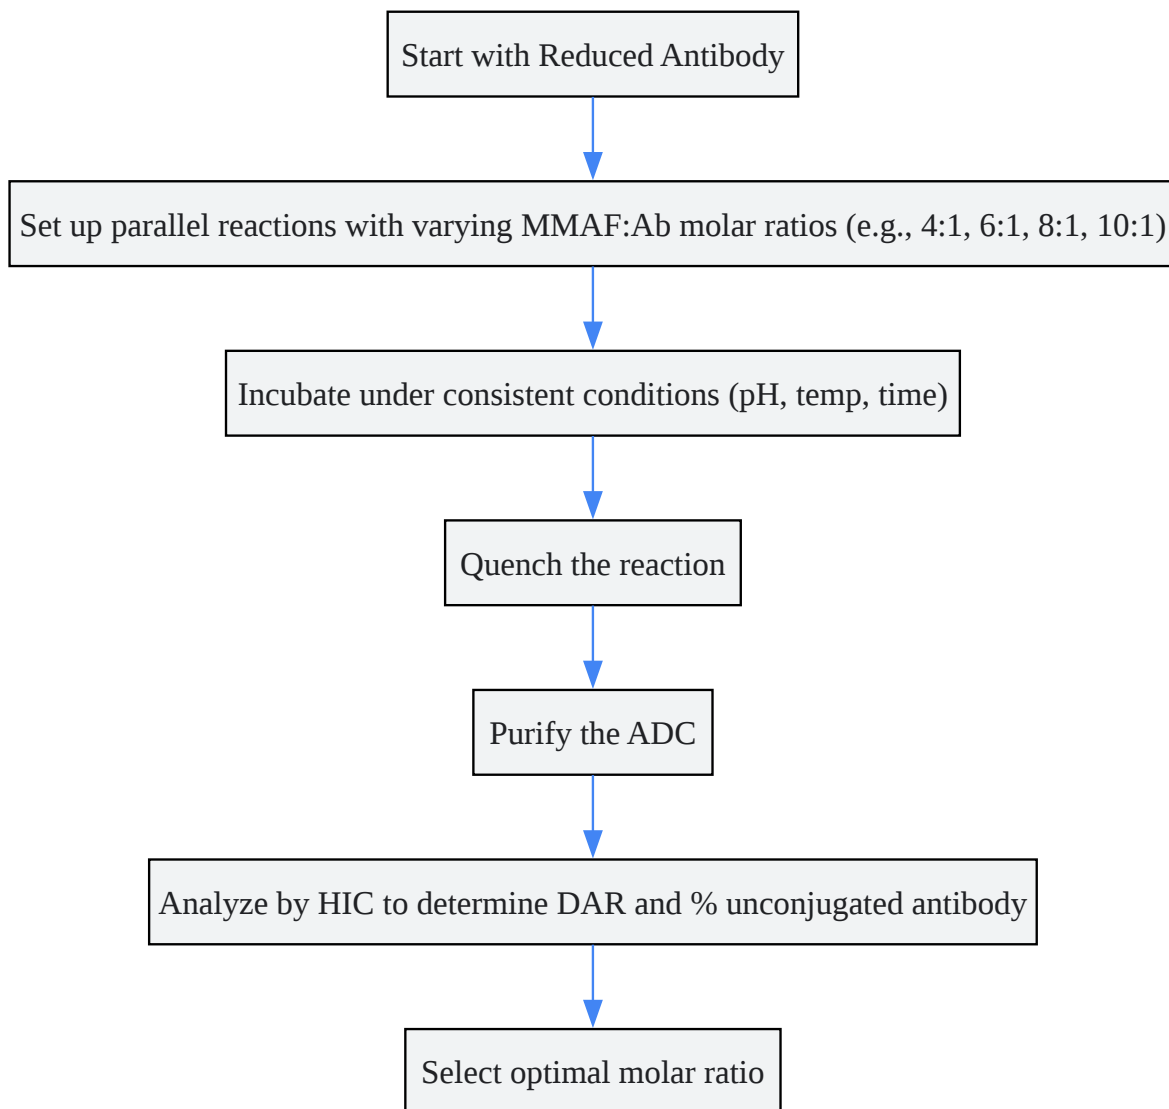 Start with Reduced Antibody
Set up parallel reactions with varying MMAF:Ab molar ratios (e.g., 4:1, 6:1, 8:1, 10:1)
Incubate under consistent conditions (pH, temp, time)
Quench the reaction
Purify the ADC
Analyze by HIC to determine DAR and % unconjugated antibody
Select optimal molar ratio